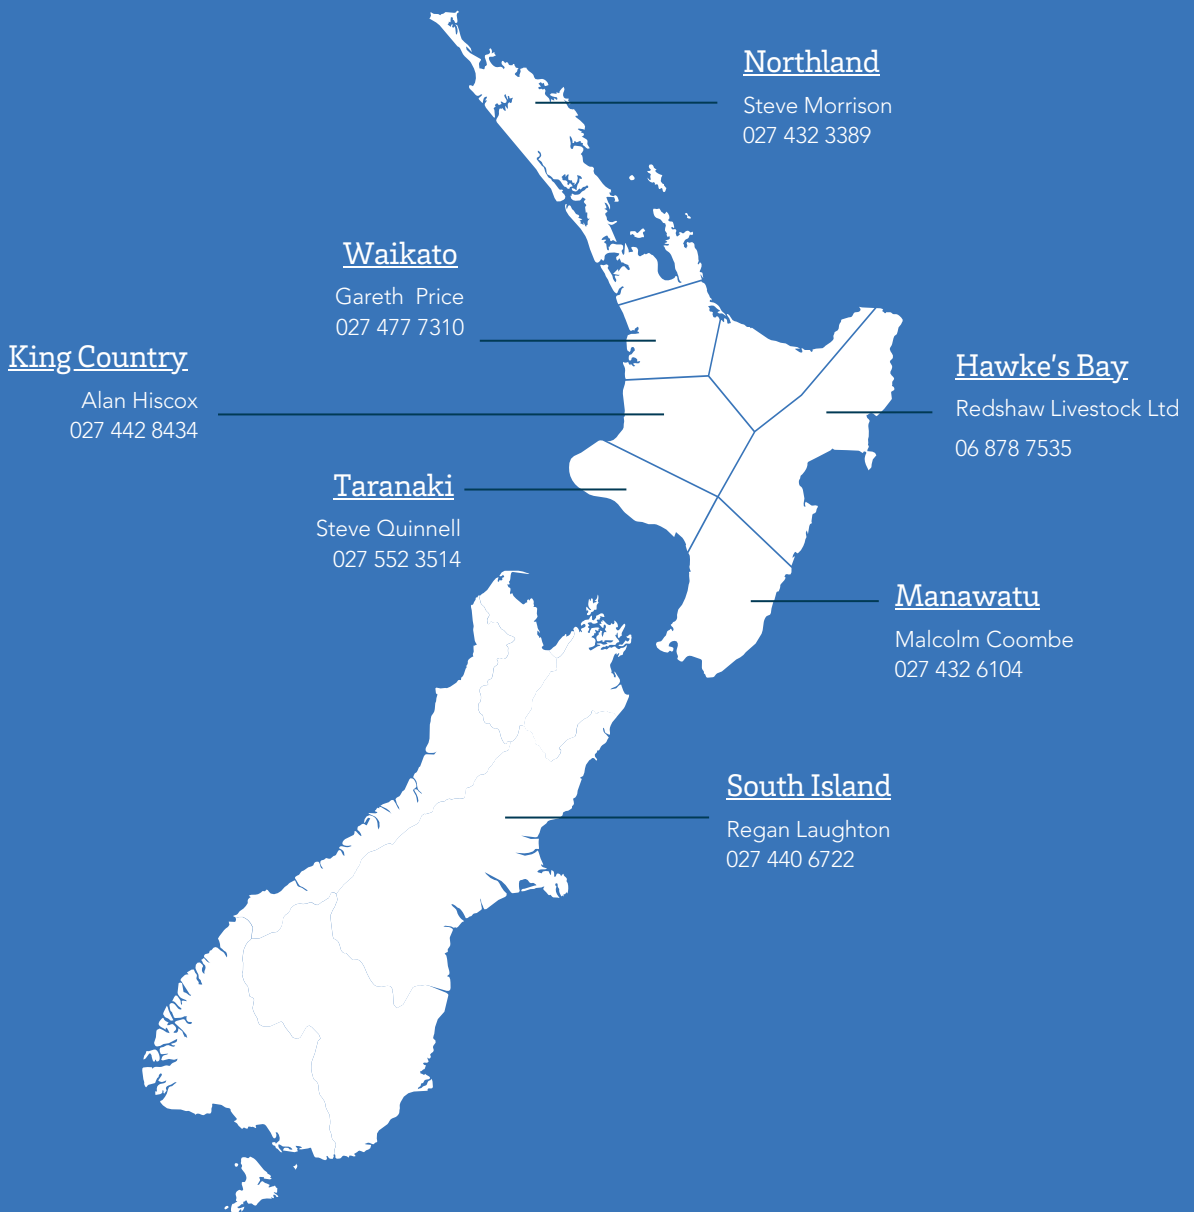 Northland
Steve Morrison
027 432 3389
Waikato
Gareth  Price
027 477 7310
King Country
Alan Hiscox
027 442 8434
Hawke's Bay
Redshaw Livestock Ltd
06 878 7535
Taranaki
Steve Quinnell
027 552 3514
Manawatu
Malcolm Coombe
027 432 6104
South Island
Regan Laughton
027 440 6722